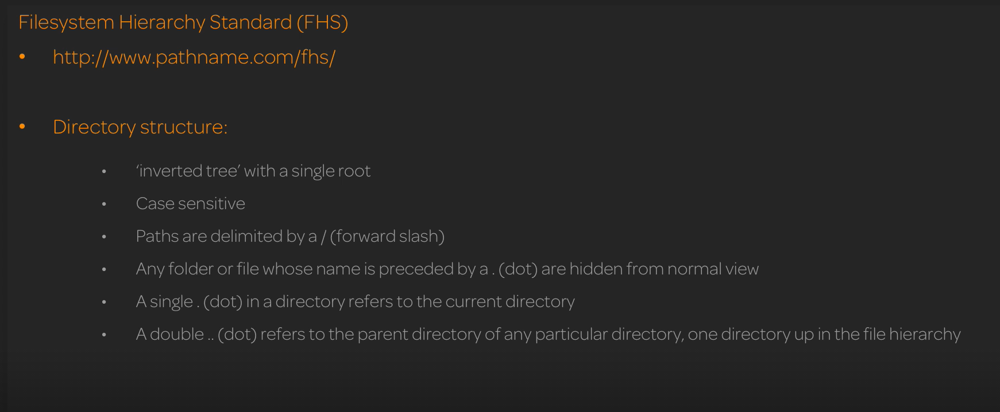 Filesystem Hierarchy Standard (FHS)
• http://www.pathname.com/fhs/
• Directory structure:
• ‘inverted tree’ with a single root
• Case sensitive
• Paths are delimited by a / (forward slash)
• Any folder or file whose name is preceded by a . (dot) are hidden from normal view
• A single . (dot) in a directory refers to the current directory
• A double .. (dot) refers to the parent directory of any particular directory, one directory up in the file hierarchy